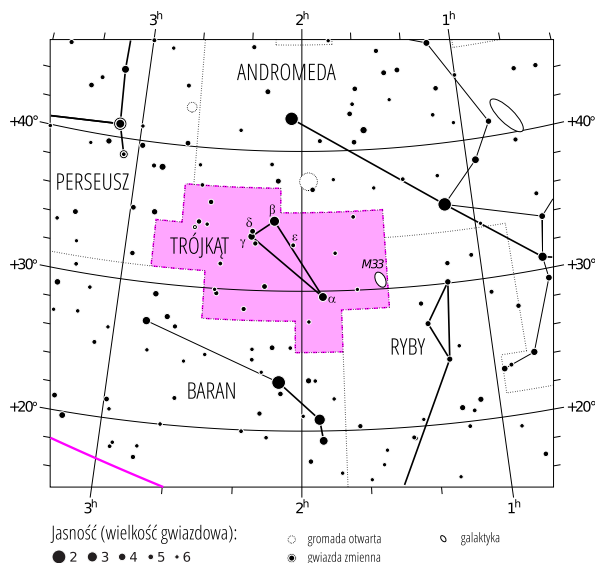 3h 2h 1h
ANDROMEDA
+40° +40°
PERSEUSZ
β
δ
TRÓJKĄT γ ε
+30° M33 +30°
α
RYBY
BARAN
+20° +20°
3h 2h 1h
Jasność (wielkość gwiazdowa):
2 3 4 5 6
gromada otwarta
gwiazda zmienna
galaktyka